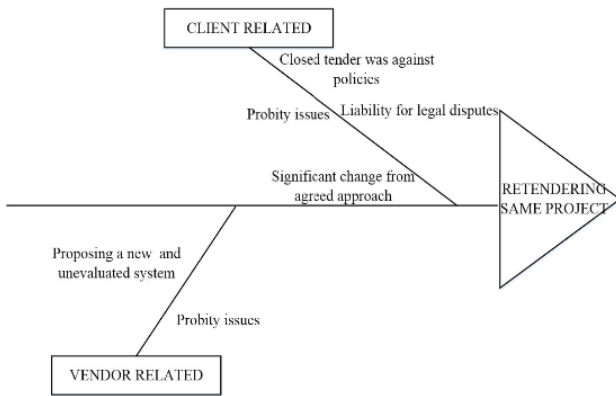 CLIENT RELATED
Closed tender was against
policies
Probity issues
Liability for legal disputes
Significant change from
agreed approach
RETENDERING
SAME PROJECT
Proposing a new and
unevaluated system
Probity issues
VENDOR RELATED